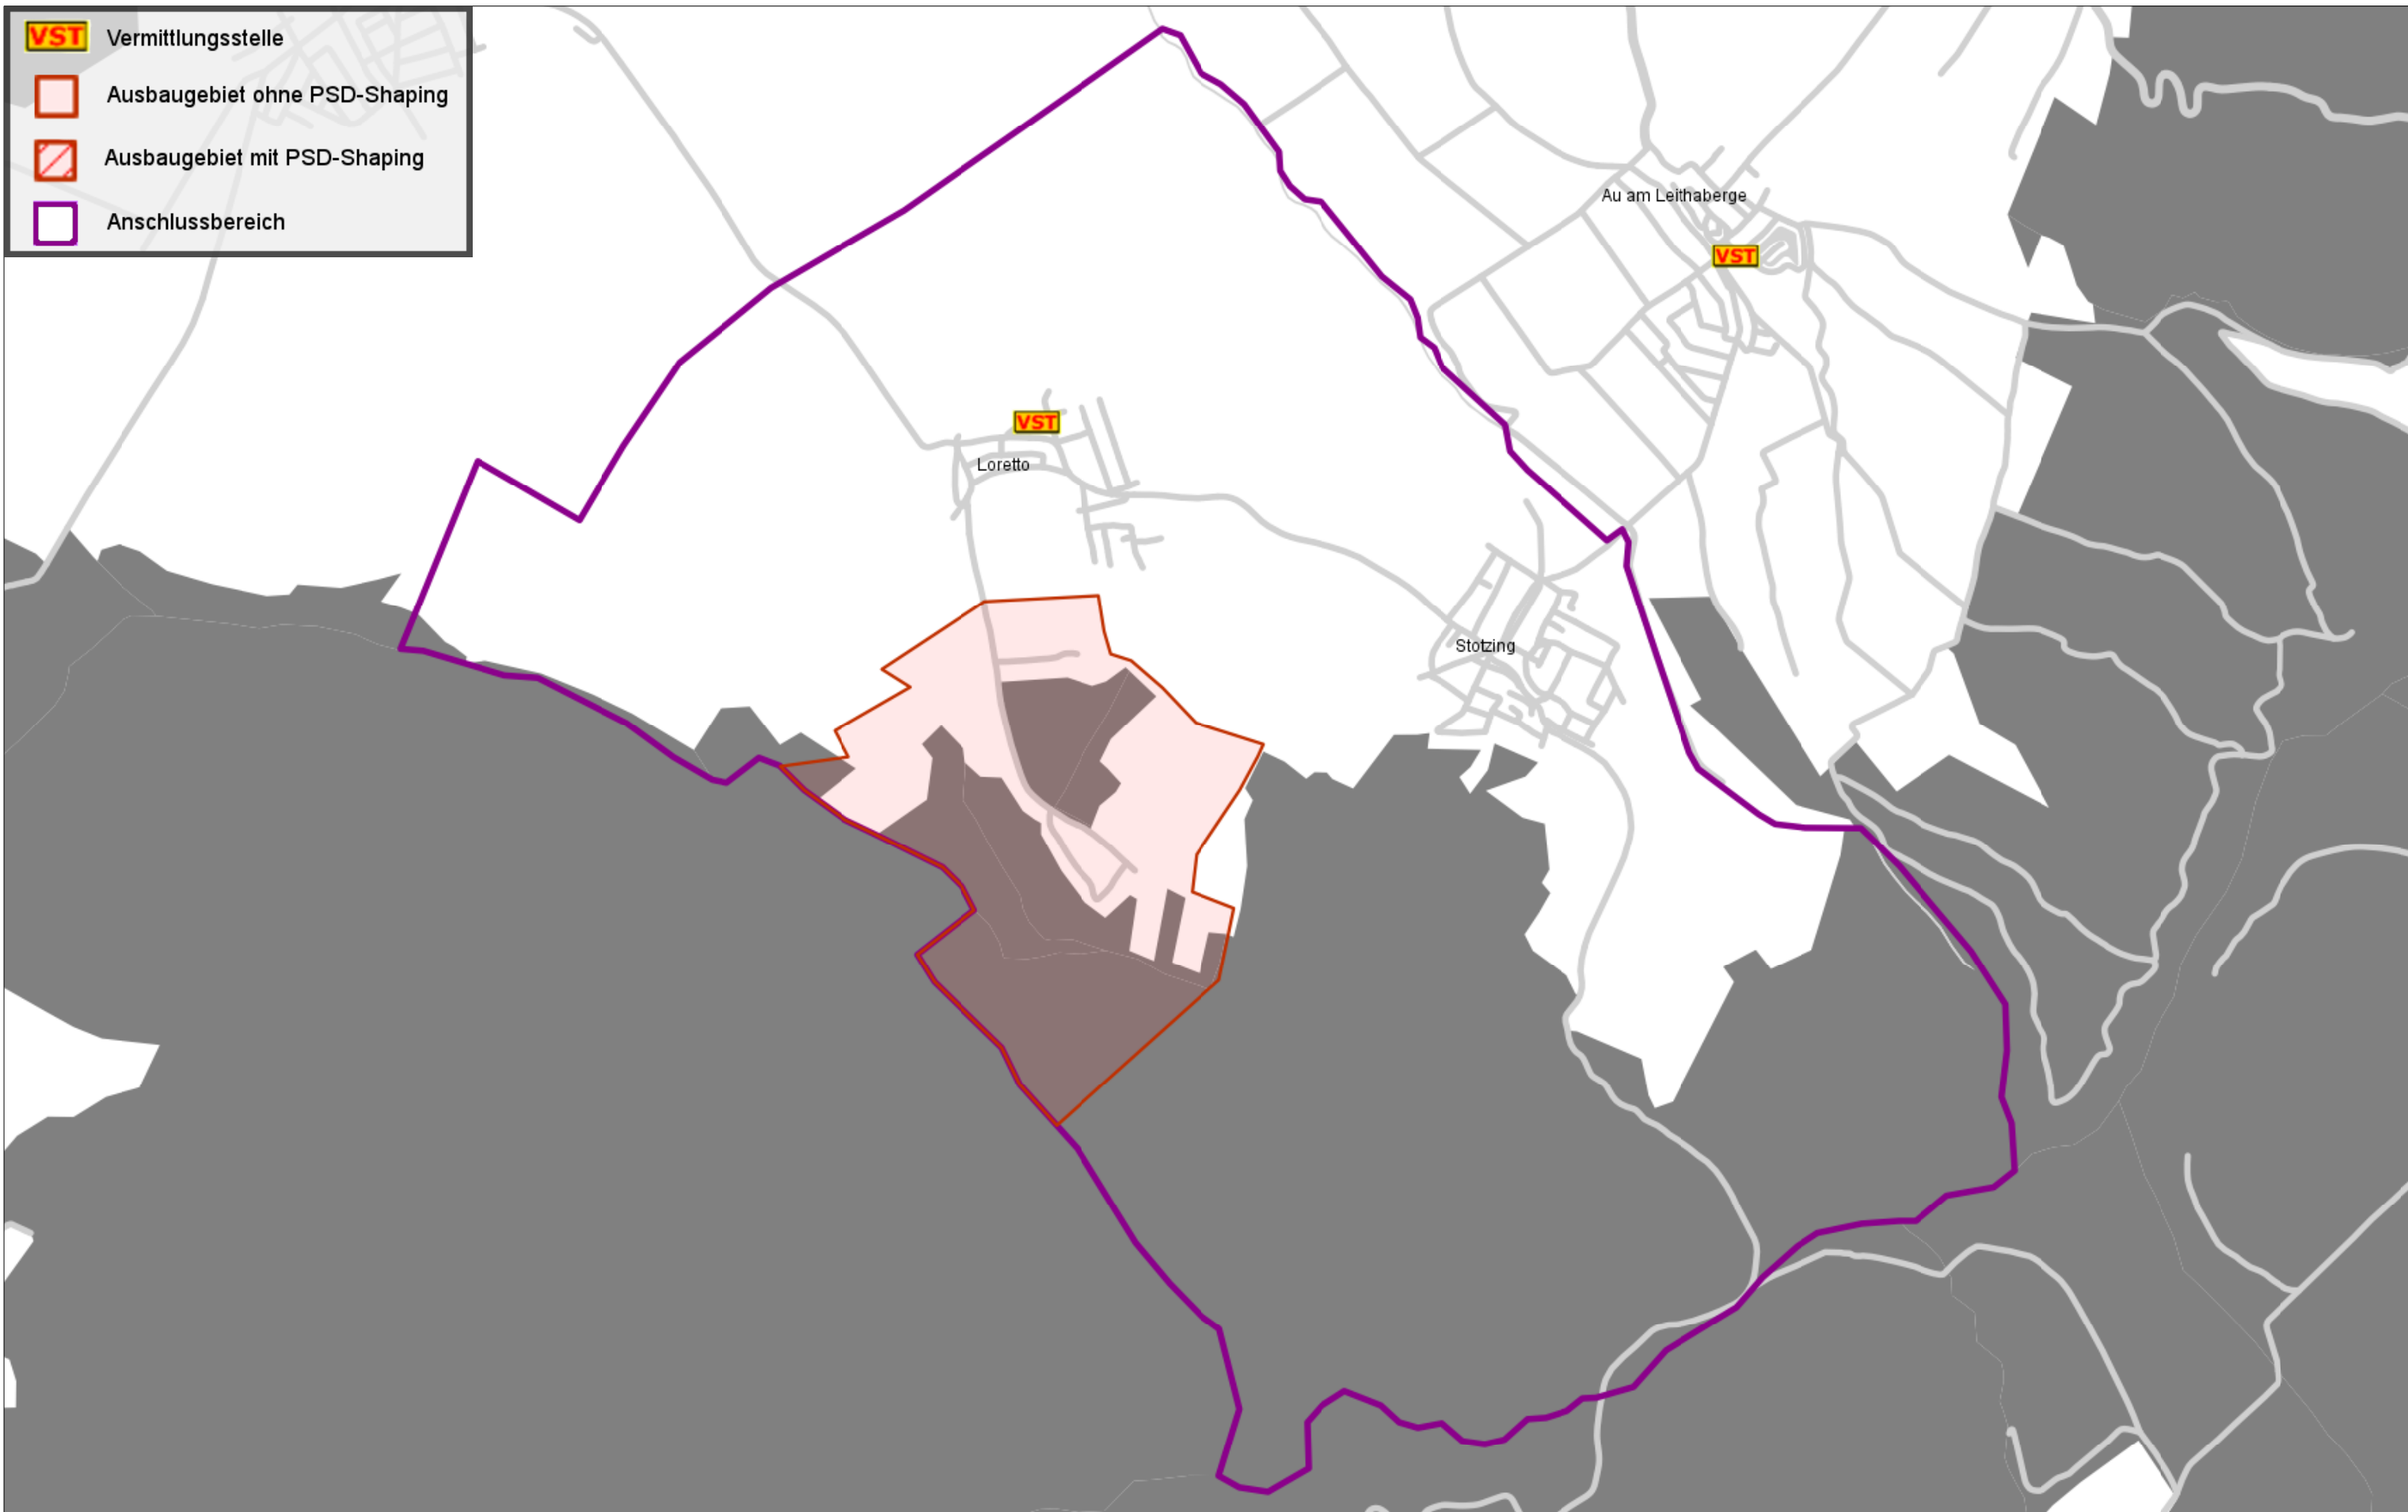 VST Vermittlungsstelle
Ausbaugebiet ohne PSD-Shaping
Ausbaugebiet mit PSD-Shaping
Anschlussbereich
Au am Leithaberge
VST
VST
Loretto
Stotzing